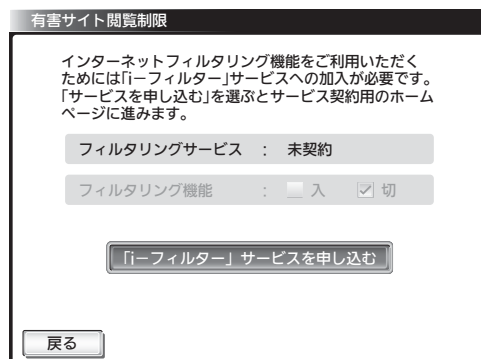 有害サイト閲覧制限
インターネットフィルタリング機能をご利用いただく
ためには｢i－フィルター｣サービスへの加入が必要です。
｢サービスを申し込む｣を選ぶとサービス契約用のホーム
ページに進みます。
フィルタリングサービス ： 未契約
フィルタリング機能 ： 入 切
「i－フィルター」サービスを申し込む
戻る